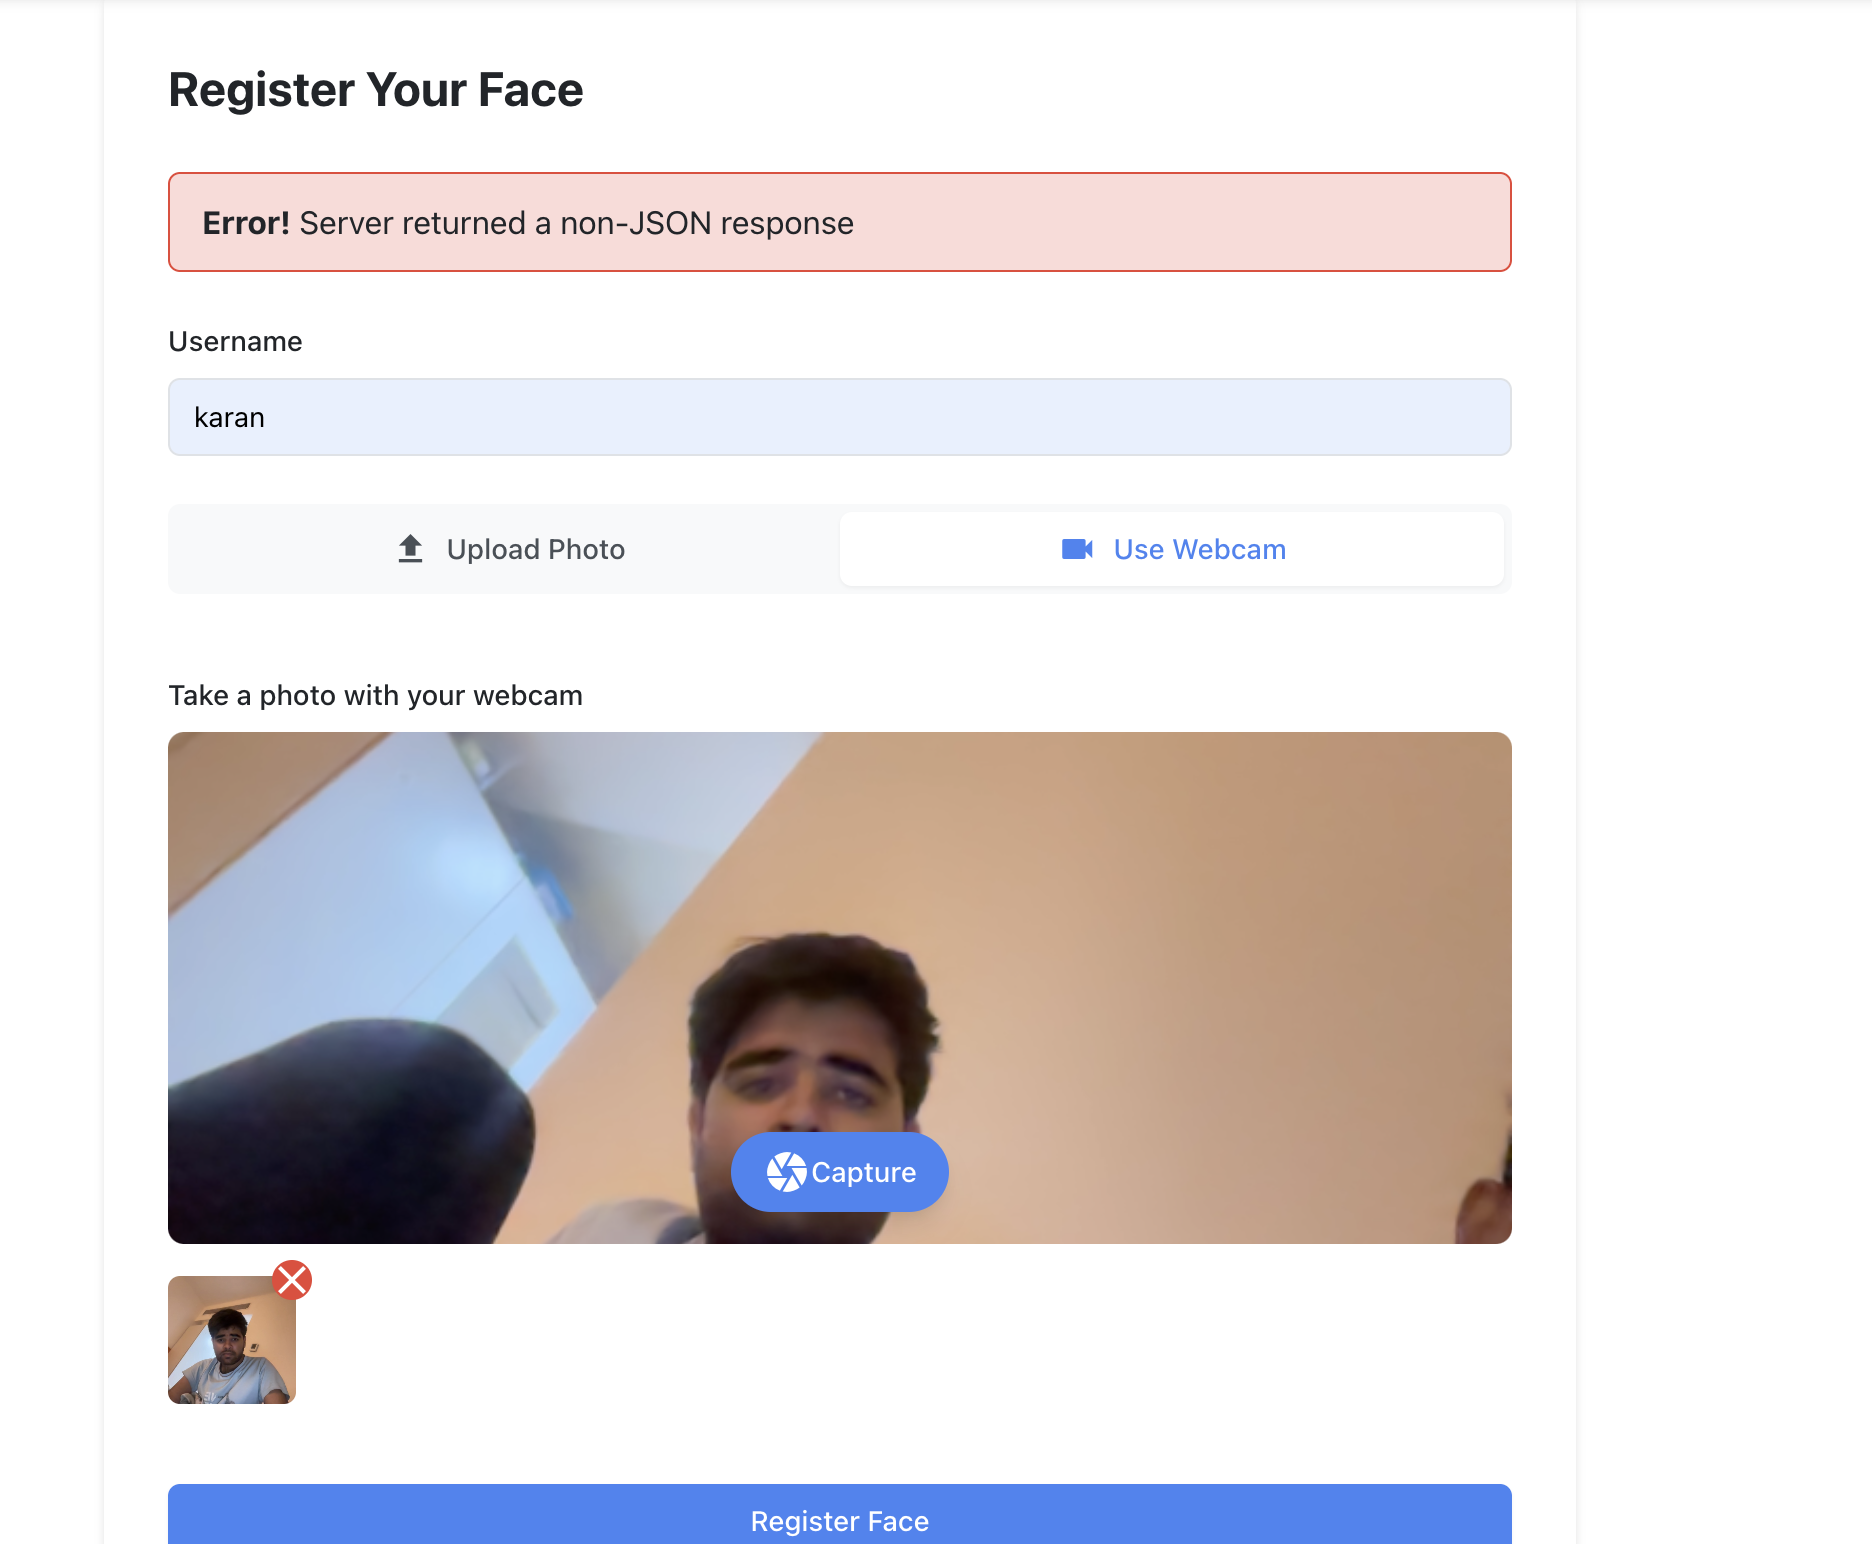 Register Your Face
Error! Server returned a non-JSON response
Username
karan
Upload Photo
Use Webcam
Take a photo with your webcam
Capture
Register Face